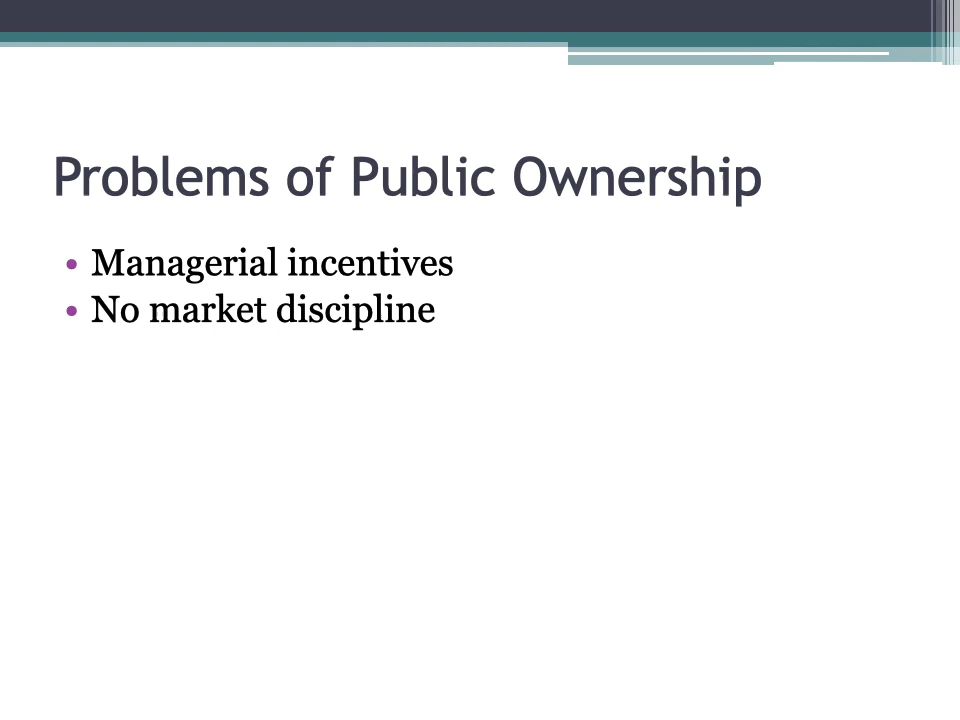 Problems of Public Ownership
• Managerial incentives
• No market discipline